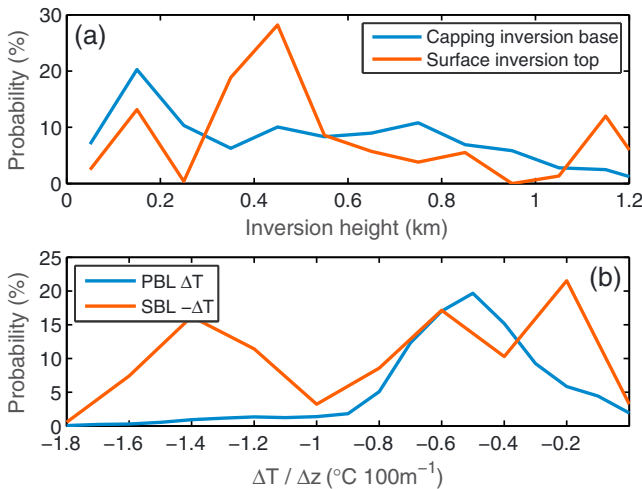 30
20
10
0
Probability (%)
(a)
Capping inversion base
Surface inversion top
0 0.2 0.4 0.6 0.8 1 1.2
Inversion height (km)
25
20
15
10
5
0
Probability (%)
PBL ΔT
SBL −ΔT
(b)
−1.8 −1.6 −1.4 −1.2 −1 −0.8 −0.6 −0.4 −0.2
ΔT / Δz (°C 100m⁻¹)